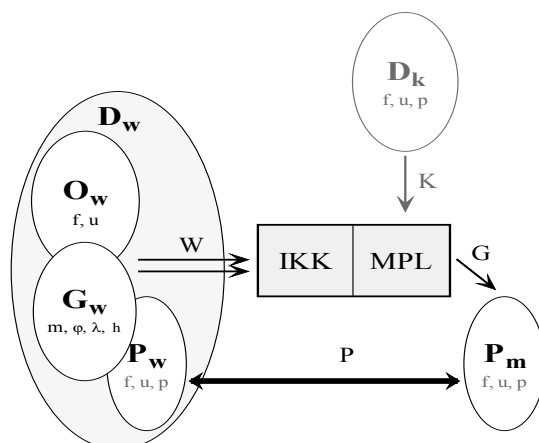 D_k
f, u, p
D_w
K
O_w
f, u
W
IKK MPL
G
G_w
m, φ, λ, h
P_w
f, u, p
P
P_m
f, u, p